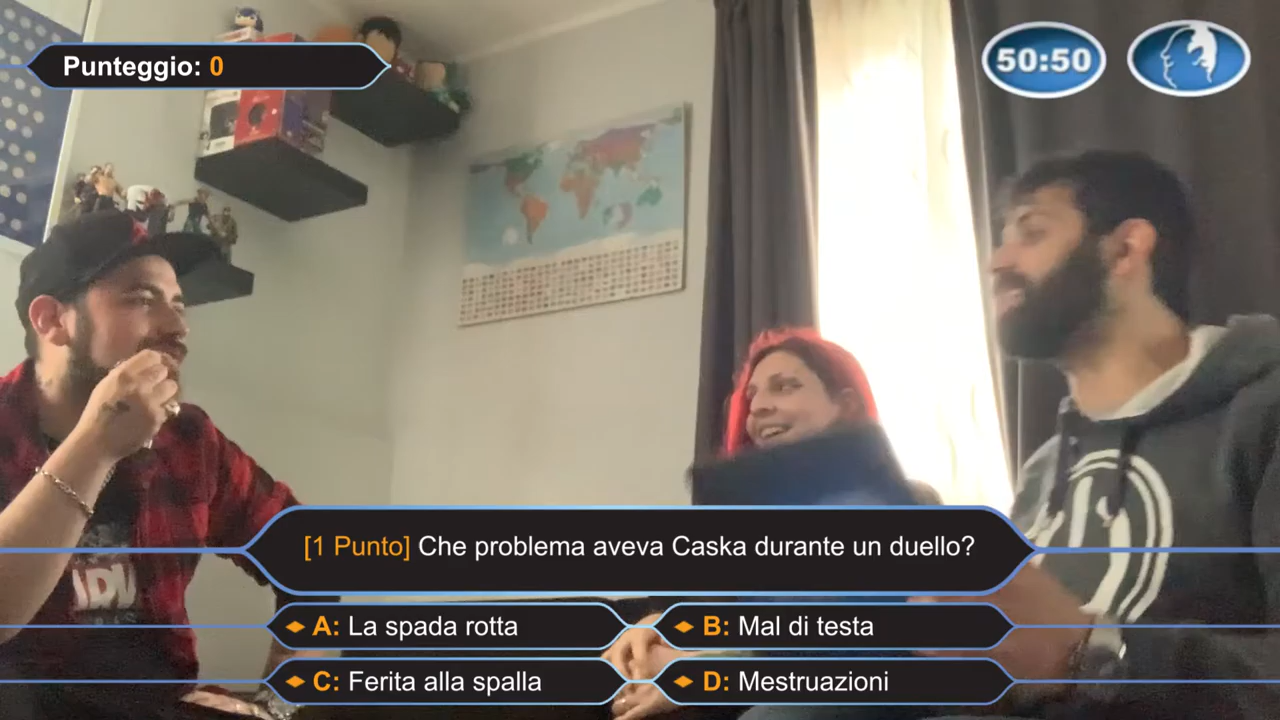 Punteggio: 0
50:50
[1 Punto] Che problema aveva Caska durante un duello?
A: La spada rotta
B: Mal di testa
C: Ferita alla spalla
D: Mestruazioni